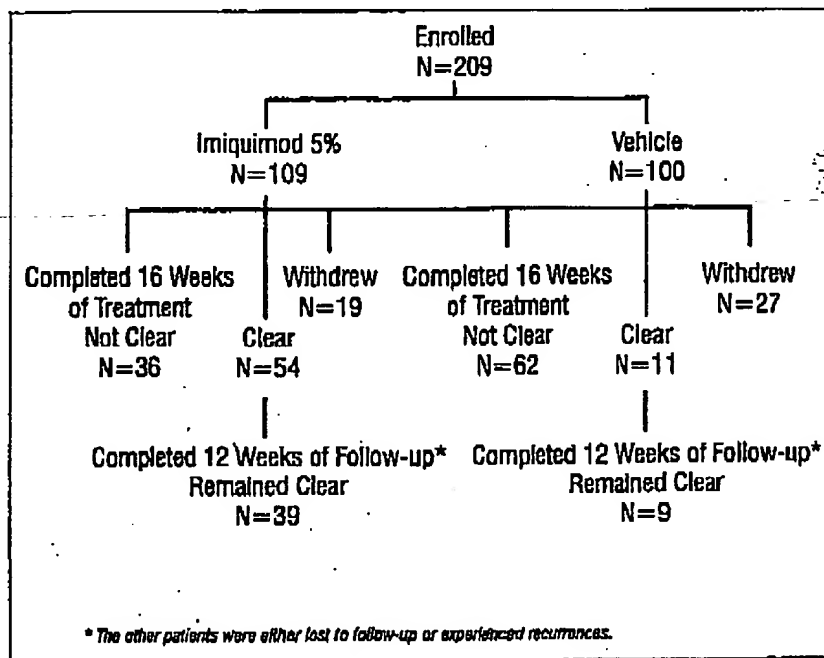 Enrolled
N=209
Imiquimod 5%
N=109
Vehicle
N=100
Completed 16 Weeks
of Treatment
Not Clear
N=36
Clear
N=54
Withdrew
N=19
Completed 16 Weeks
of Treatment
Not Clear
N=62
Clear
N=11
Withdrew
N=27
Completed 12 Weeks of Follow-up*
Remained Clear
N=39
Completed 12 Weeks of Follow-up*
Remained Clear
N=9
* The other patients were either lost to follow-up or experienced recurrances.